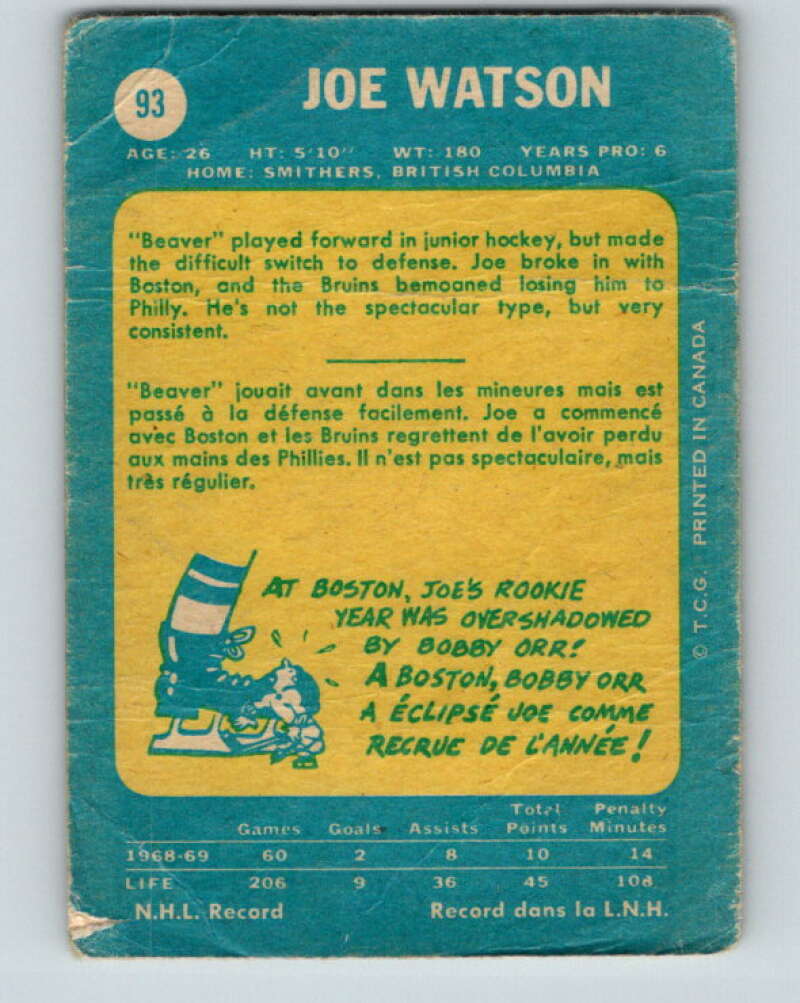 93
JOE WATSON
AGE: 26 HT: 5'10" WT: 180 YEARS PRO: 6
HOME: SMITHERS, BRITISH COLUMBIA
"Beaver" played forward in junior hockey, but made
the difficult switch to defense. Joe broke in with
Boston, and the Bruins bemoaned losing him to
Philly. He's not the spectacular type, but very
consistent.
"Beaver" jouait avant dans les mineures mais est
passé à la défense facilement. Joe a commencé
avec Boston et les Bruins regrettent de l'avoir perdu
aux mains des Phillies. Il n'est pas spectaculaire, mais
très régulier.
AT BOSTON, JOE'S ROOKIE
YEAR WAS OVERSHADOWED
BY BOBBY ORR!
A BOSTON, BOBBY ORR
A ÉCLIPSÉ JOE COMME
RECRUE DE L'ANNÉE!
© T.C.G. PRINTED IN CANADA
Total Penalty
Games Goals Assists Points Minutes
1968-69 60 2 8 10 14
LIFE 206 9 36 45 108
N.H.L. Record Record dans la L.N.H.